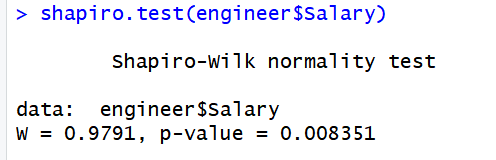 > shapiro.test(engineer$Salary)
Shapiro-Wilk normality test
data:  engineer$Salary
W = 0.9791, p-value = 0.008351